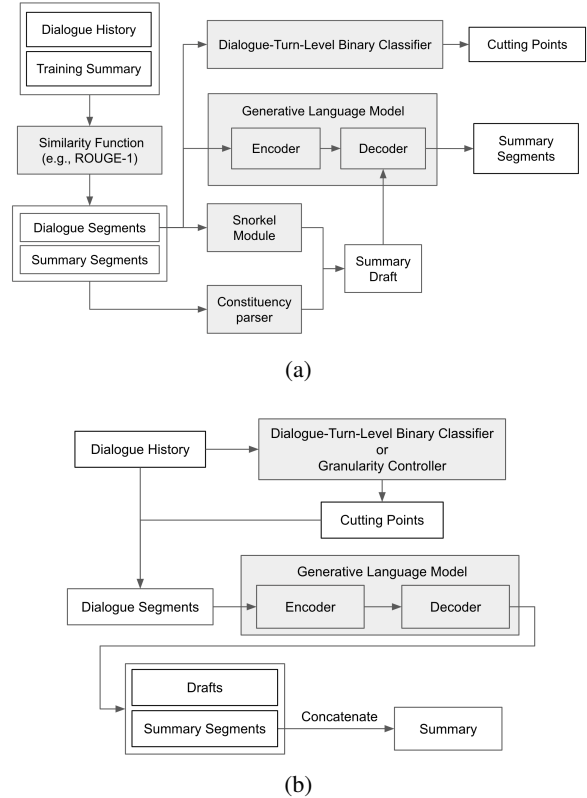 Dialogue History
Training Summary
Similarity Function
(e.g., ROUGE-1)
Dialogue Segments
Summary Segments
Dialogue-Turn-Level Binary Classifier
Cutting Points
Generative Language Model
Encoder
Decoder
Summary
Segments
Snorkel
Module
Constituency
parser
Summary
Draft
(a)
Dialogue History
Dialogue-Turn-Level Binary Classifier
or
Granularity Controller
Cutting Points
Dialogue Segments
Generative Language Model
Encoder
Decoder
Drafts
Summary Segments
Concatenate
Summary
(b)